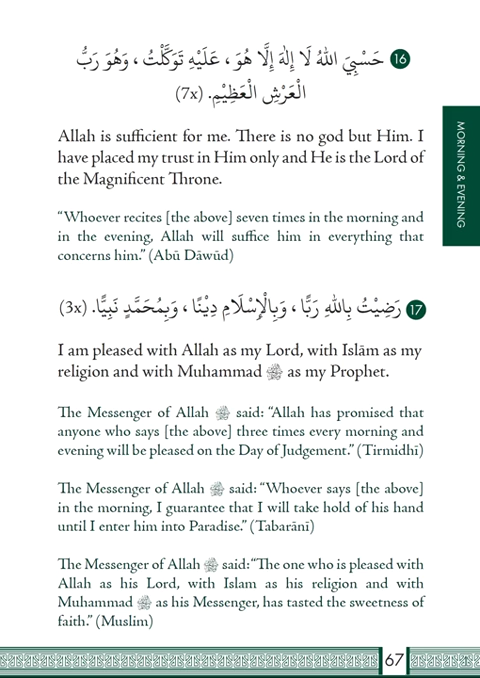 16 حَسْبِيَ اللهُ لَا إِلٰهَ إِلَّا هُوَ ، عَلَيْهِ تَوَكَّلْتُ ، وَهُوَ رَبُّ
الْعَرْشِ الْعَظِيْمِ. (7x)
Allah is sufficient for me. There is no god but Him. I
have placed my trust in Him only and He is the Lord of
the Magnificent Throne.
“Whoever recites [the above] seven times in the morning and
in the evening, Allah will suffice him in everything that
concerns him.” (Abū Dāwūd)
17 رَضِيْتُ بِاللهِ رَبًّا ، وَبِالْإِسْلَامِ دِيْنًا ، وَبِمُحَمَّدٍ نَبِيًّا. (3x)
I am pleased with Allah as my Lord, with Islām as my
religion and with Muhammad ﷺ as my Prophet.
The Messenger of Allah ﷺ said: “Allah has promised that
anyone who says [the above] three times every morning and
evening will be pleased on the Day of Judgement.” (Tirmidhī)
The Messenger of Allah ﷺ said: “Whoever says [the above]
in the morning, I guarantee that I will take hold of his hand
until I enter him into Paradise.” (Tabarānī)
The Messenger of Allah ﷺ said: “The one who is pleased with
Allah as his Lord, with Islam as his religion and with
Muhammad ﷺ as his Messenger, has tasted the sweetness of
faith.” (Muslim)
MORNING & EVENING
67